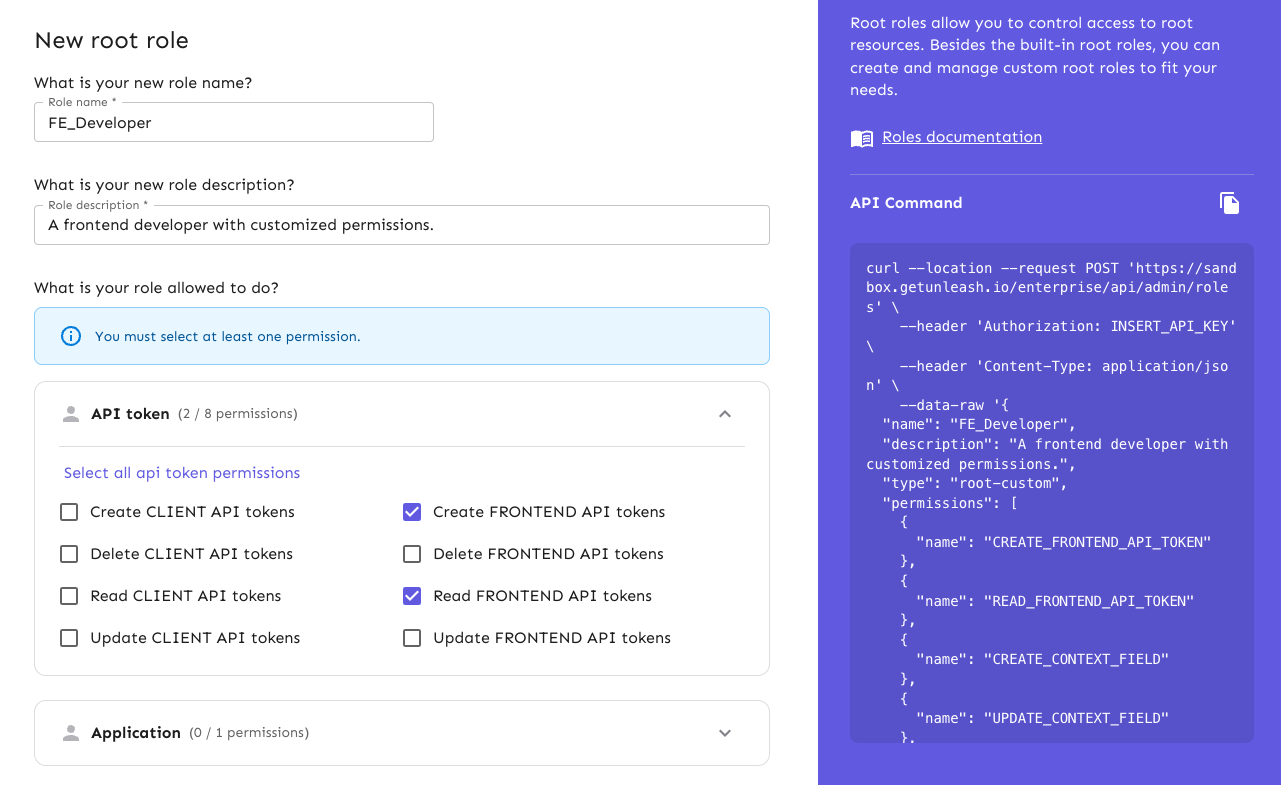 New root role
What is your new role name?
Role name *
FE_Developer
What is your new role description?
Role description *
A frontend developer with customized permissions.
What is your role allowed to do?
You must select at least one permission.
API token (2 / 8 permissions)
Select all api token permissions
Create CLIENT API tokens
Create FRONTEND API tokens
Delete CLIENT API tokens
Delete FRONTEND API tokens
Read CLIENT API tokens
Read FRONTEND API tokens
Update CLIENT API tokens
Update FRONTEND API tokens
Application (0 / 1 permissions)
Root roles allow you to control access to root
resources. Besides the built-in root roles, you can
create and manage custom root roles to fit your
needs.
Roles documentation
API Command
curl --location --request POST 'https://sand
box.getunleash.io/enterprise/api/admin/role
s' \
--header 'Authorization: INSERT_API_KEY'
\
--header 'Content-Type: application/jso
n' \
--data-raw '{
"name": "FE_Developer",
"description": "A frontend developer with
customized permissions.",
"type": "root-custom",
"permissions": [
{
"name": "CREATE_FRONTEND_API_TOKEN"
},
{
"name": "READ_FRONTEND_API_TOKEN"
},
{
"name": "CREATE_CONTEXT_FIELD"
},
{
"name": "UPDATE_CONTEXT_FIELD"
},